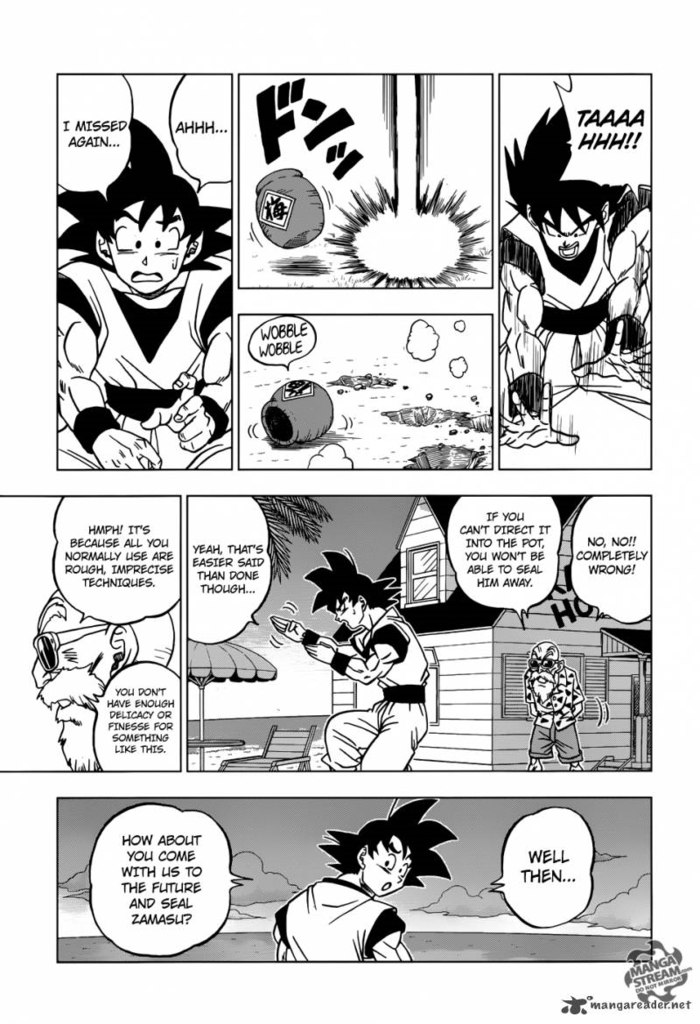 TAAAA
HHH!!
ドンッ
WOBBLE
WOBBLE
AHHH...
I MISSED
AGAIN...
NO, NO!!
COMPLETELY
WRONG!
IF YOU
CAN'T DIRECT IT
INTO THE POT,
YOU WON'T
BE ABLE TO SEAL
HIM AWAY.
YEAH, THAT'S
EASIER SAID
THAN DONE
THOUGH...
HMPH! IT'S
BECAUSE ALL YOU
NORMALLY USE ARE
ROUGH, IMPRECISE
TECHNIQUES.
YOU DON'T
HAVE ENOUGH
DELICACY OR
FINESSE FOR
SOMETHING
LIKE THIS.
WELL
THEN...
HOW ABOUT
YOU COME
WITH US TO
THE FUTURE
AND SEAL
ZAMASU?
MANGA
STREAM.com
DO NOT MIRROR
mangareader.net